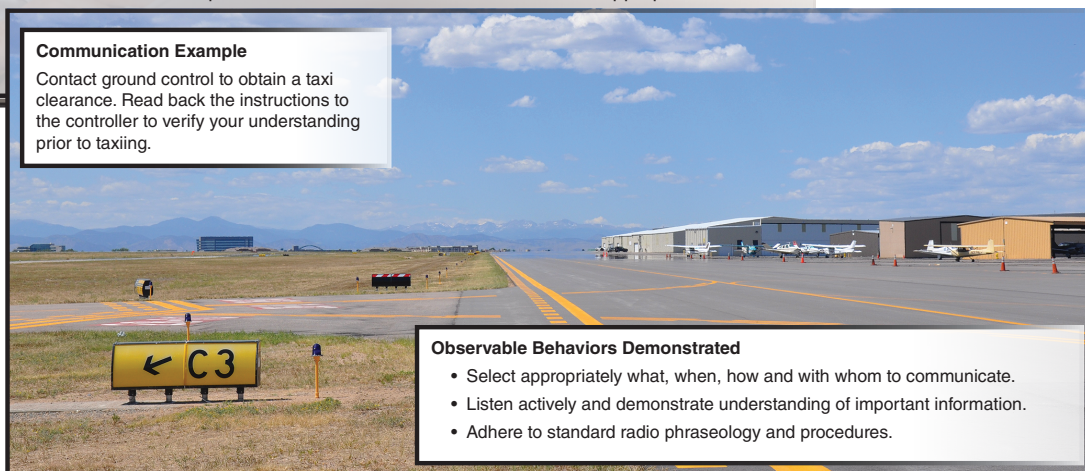 Communication Example
Contact ground control to obtain a taxi
clearance. Read back the instructions to
the controller to verify your understanding
prior to taxiing.
← C3
Observable Behaviors Demonstrated
• Select appropriately what, when, how and with whom to communicate.
• Listen actively and demonstrate understanding of important information.
• Adhere to standard radio phraseology and procedures.